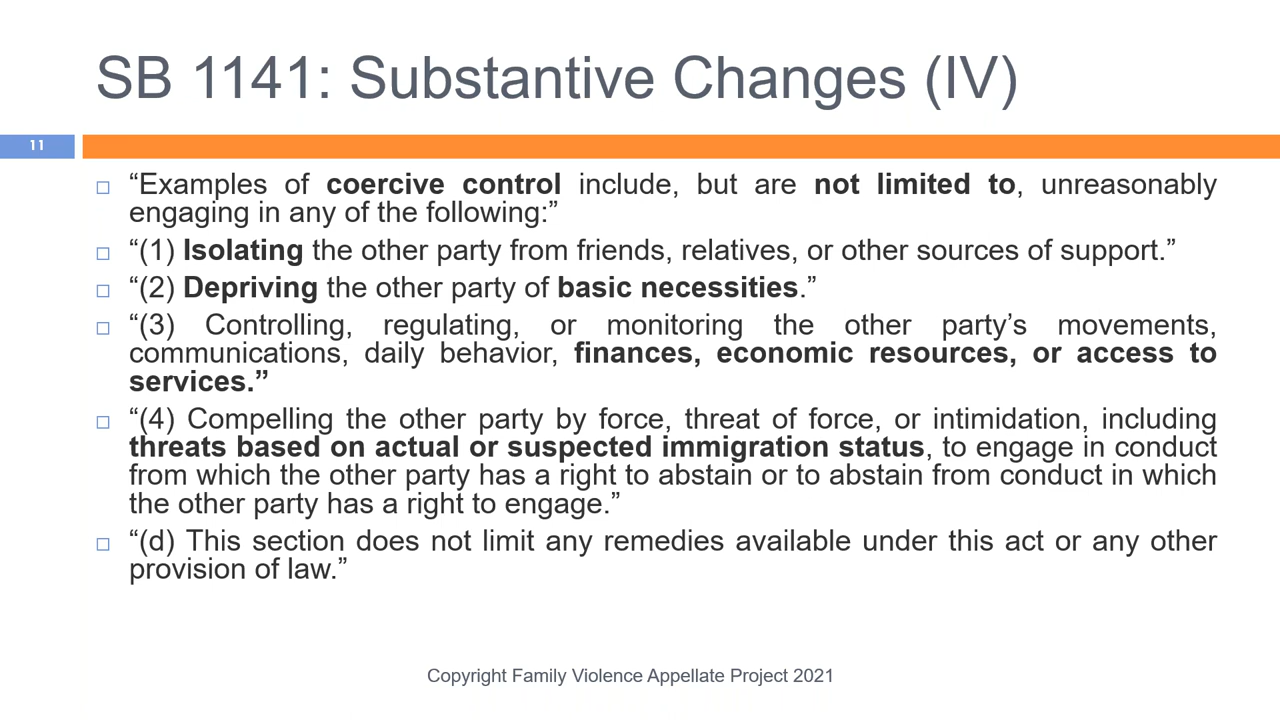 SB 1141: Substantive Changes (IV)
11
“Examples of coercive control include, but are not limited to, unreasonably
engaging in any of the following:”
“(1) Isolating the other party from friends, relatives, or other sources of support.”
“(2) Depriving the other party of basic necessities.”
“(3) Controlling, regulating, or monitoring the other party’s movements,
communications, daily behavior, finances, economic resources, or access to
services.”
“(4) Compelling the other party by force, threat of force, or intimidation, including
threats based on actual or suspected immigration status, to engage in conduct
from which the other party has a right to abstain or to abstain from conduct in which
the other party has a right to engage.”
“(d) This section does not limit any remedies available under this act or any other
provision of law.”
Copyright Family Violence Appellate Project 2021